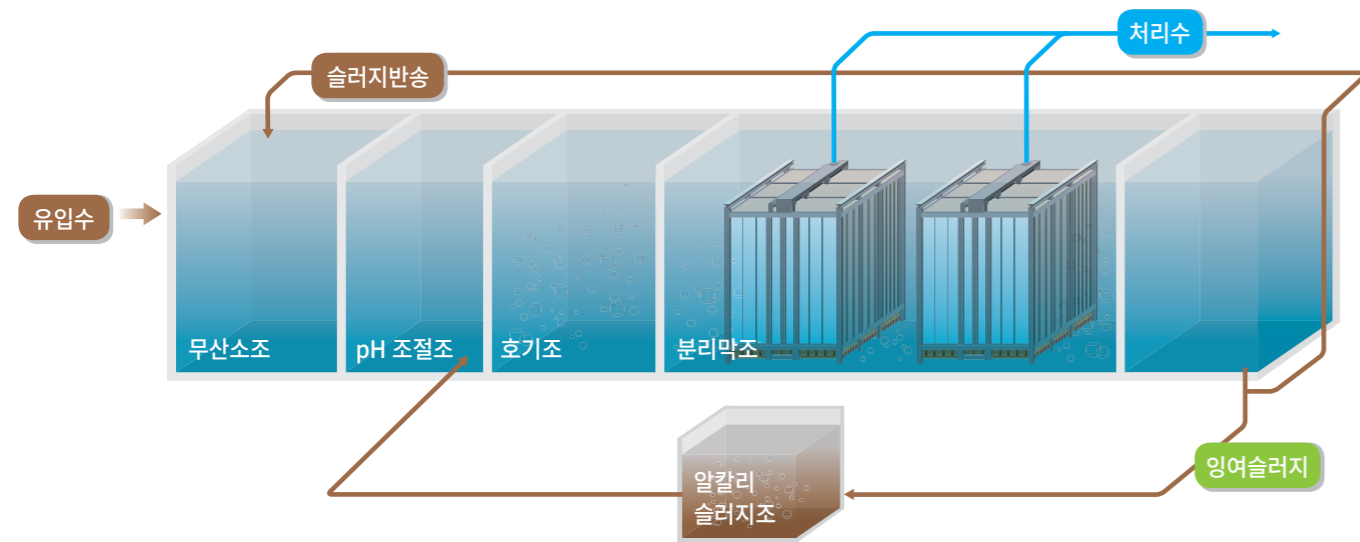 처리수
슬러지반송
유입수
무산소조
pH 조절조
호기조
분리막조
잉여슬러지
알칼리
슬러지조